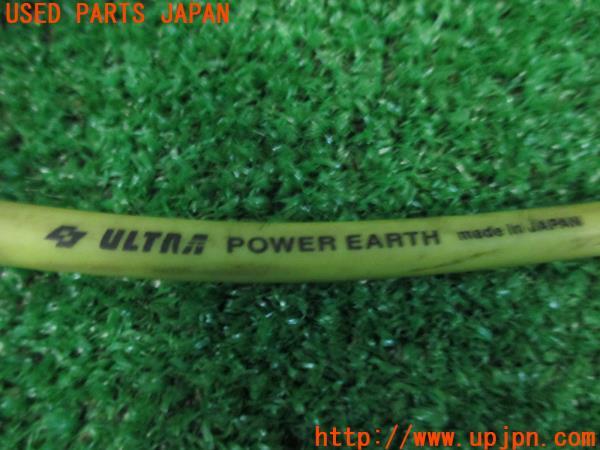 USED PARTS JAPAN
ULTRA POWER EARTH made in JAPAN
http://www.upjpn.com